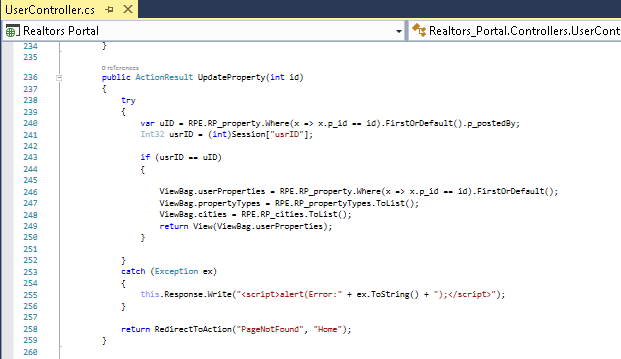 UserController.cs
Realtors Portal
Realtors_Portal.Controllers.UserCont
234 }
235
0 references
236 public ActionResult UpdateProperty(int id)
237 {
238 try
239 {
240 var uID = RPE.RP_property.Where(x => x.p_id == id).FirstOrDefault().p_postedBy;
241 Int32 usrID = (int)Session["usrID"];
242
243 if (usrID == uID)
244 {
245
246 ViewBag.userProperties = RPE.RP_property.Where(x => x.p_id == id).FirstOrDefault();
247 ViewBag.propertyTypes = RPE.RP_propertyTypes.ToList();
248 ViewBag.cities = RPE.RP_cities.ToList();
249 return View(ViewBag.userProperties);
250 }
251
252 }
253 catch (Exception ex)
254 {
255 this.Response.Write("<script>alert(Error:" + ex.ToString() + ");</script>");
256 }
257
258 return RedirectToAction("PageNotFound", "Home");
259 }
260